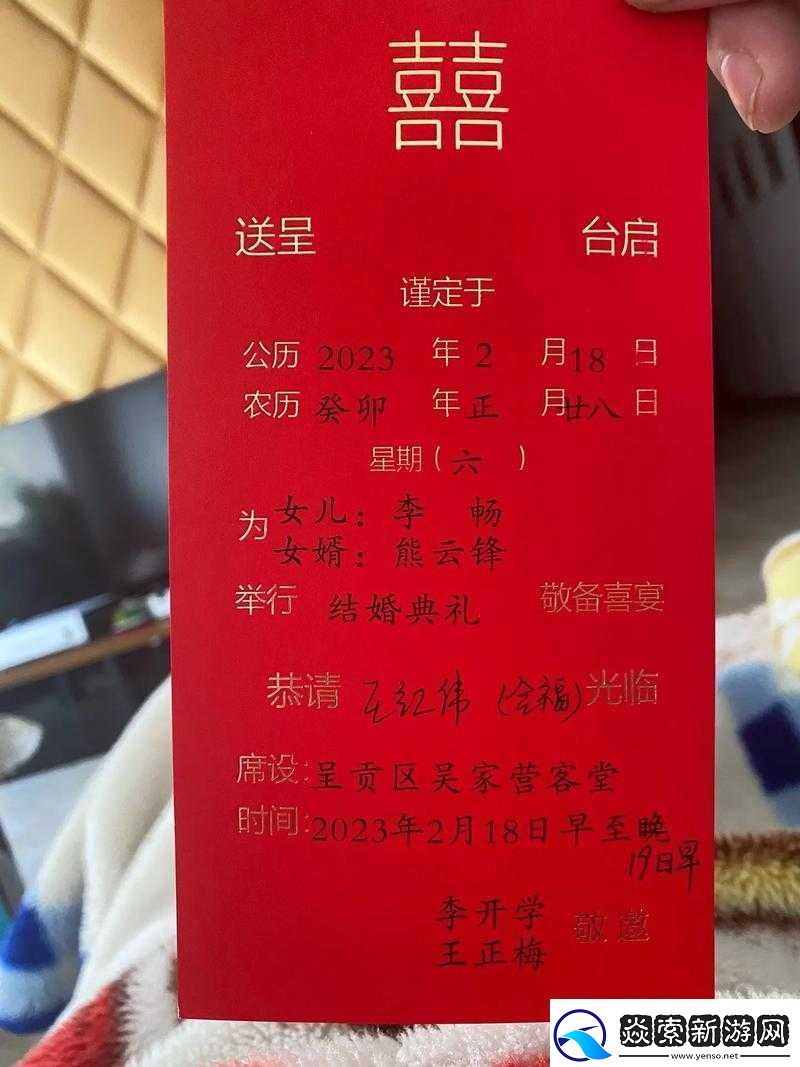 囍
送呈 台启
谨定于
公历 2023 年 2 月 18 日
农历 癸卯 年 正 月 廿八 日
星期(六)
为 女儿：李 畅
女婿：熊云锋
举行 结婚典礼 敬备喜宴
恭请 王红伟(合福)光临
席设:呈贡区吴家营客堂
时间:2023年2月18日早至晚
19日早
李开学
王正梅 敬邀
焱索新游网
www.yenso.net